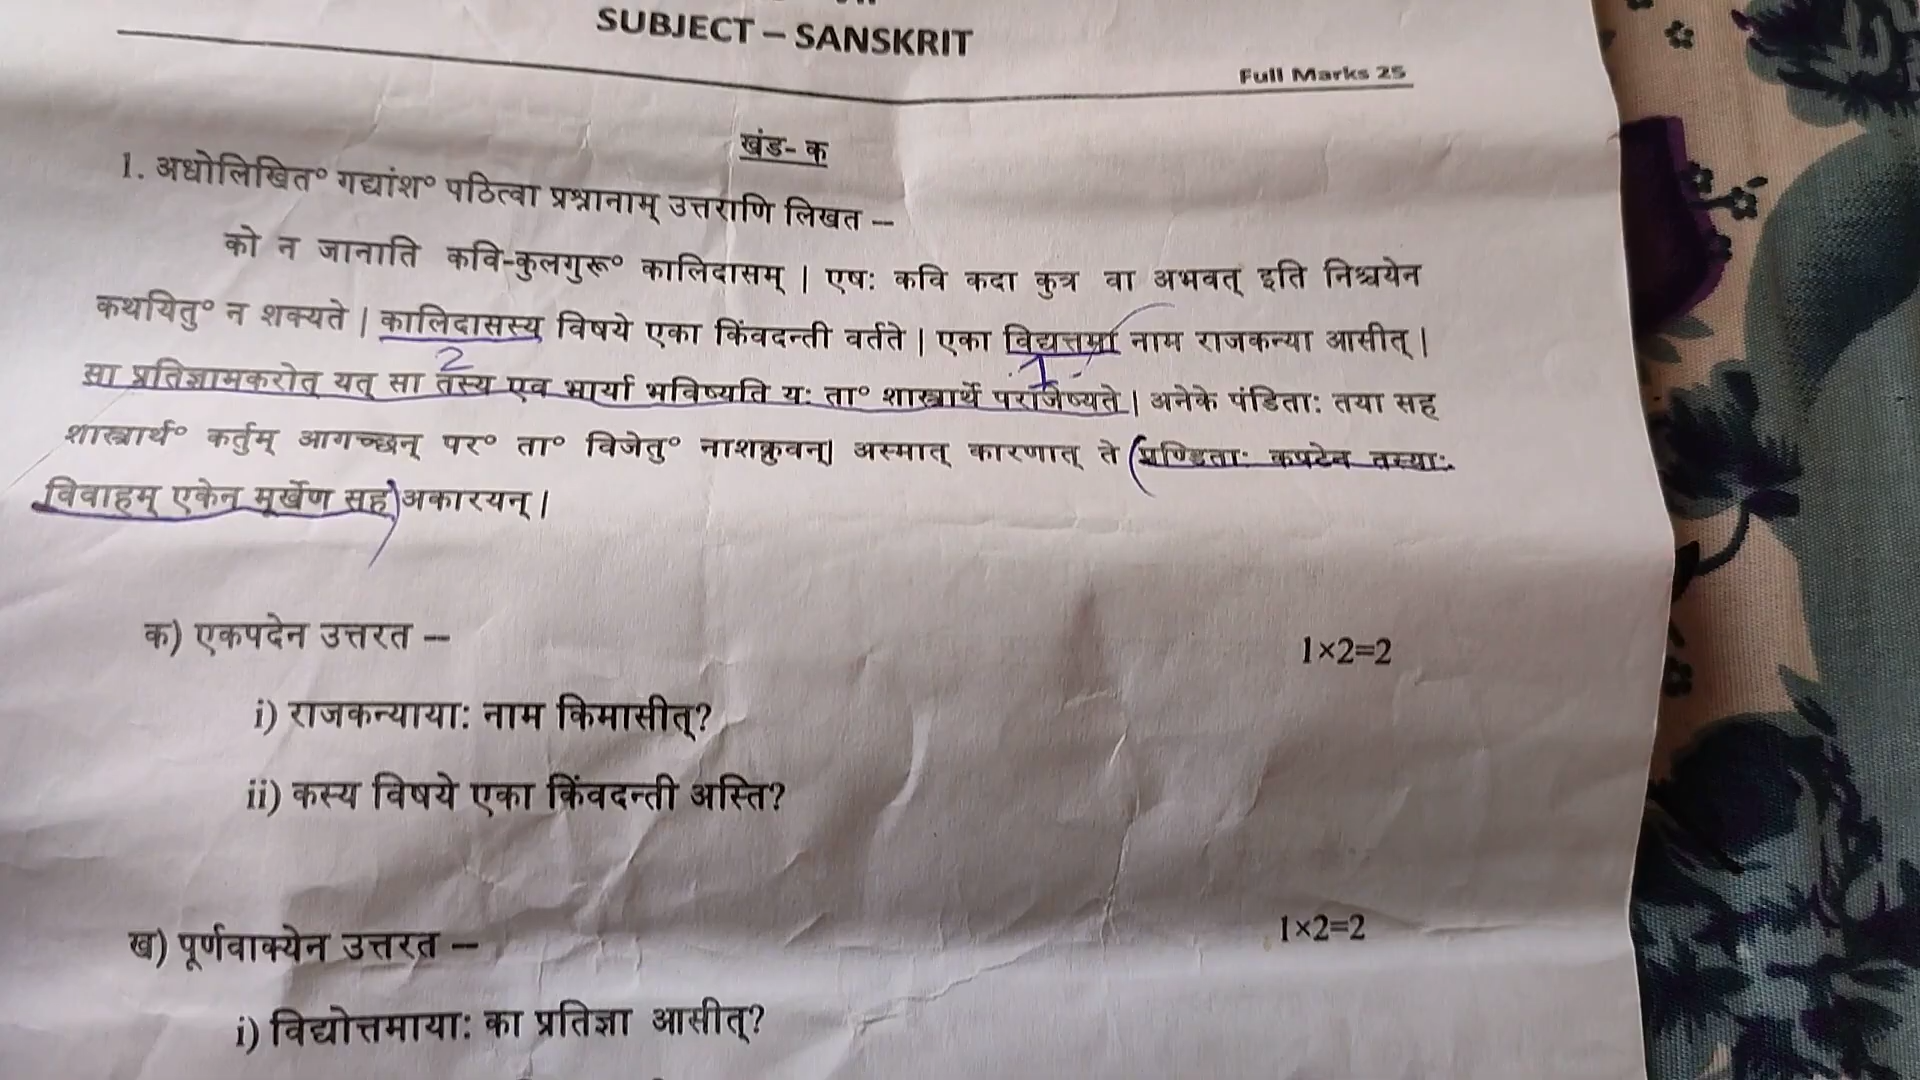 SUBJECT – SANSKRIT
Full Marks 25
खंड- क
1. अधोलिखित° गद्यांश° पठित्वा प्रश्नानाम् उत्तराणि लिखत –
को न जानाति कवि-कुलगुरू° कालिदासम् | एष: कवि कदा कुत्र वा अभवत् इति निश्चयेन
कथयितु° न शक्यते | कालिदासस्य विषये एका किंवदन्ती वर्तते | एका विद्यत्तमा नाम राजकन्या आसीत् |
2 1
सा प्रतिज्ञामकरोत् यत् सा तस्य एव भार्या भविष्यति य: ता° शास्त्रार्थे पराजेष्यते | अनेके पंडिता: तया सह
शास्त्रार्थ° कर्तुम् आगच्छन् पर° ता° विजेतु° नाशक्नुवन्| अस्मात् कारणात् ते (पण्डिता: कपटेन तस्या:
विवाहम् एकेन मूर्खेण सह) अकारयन् |
क) एकपदेन उत्तरत – 1×2=2
i) राजकन्याया: नाम किमासीत्?
ii) कस्य विषये एका किंवदन्ती अस्ति?
ख) पूर्णवाक्येन उत्तरत – 1×2=2
i) विद्योत्तमाया: का प्रतिज्ञा आसीत्?